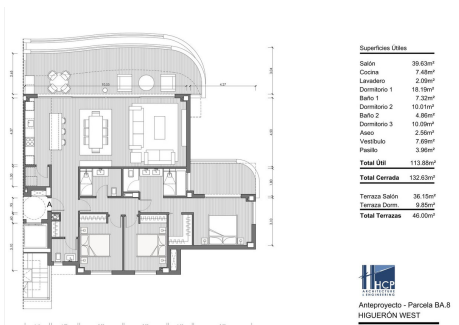 Superficies Útiles
Salón 39.63m²
Cocina 7.48m²
Lavadero 2.09m²
Dormitorio 1 18.19m²
Baño 1 7.32m²
Dormitorio 2 10.01m²
Baño 2 4.86m²
Dormitorio 3 10.09m²
Aseo 2.56m²
Vestíbulo 7.69m²
Pasillo 3.96m²
Total Útil 113.88m²
Total Cerrada 132.63m²
Terraza Salón 36.15m²
Terraza Dorm. 9.85m²
Total Terrazas 46.00m²
A
HCP
ARCHITECTURE
& ENGINEERING
Anteproyecto - Parcela BA.8
HIGUERÓN WEST